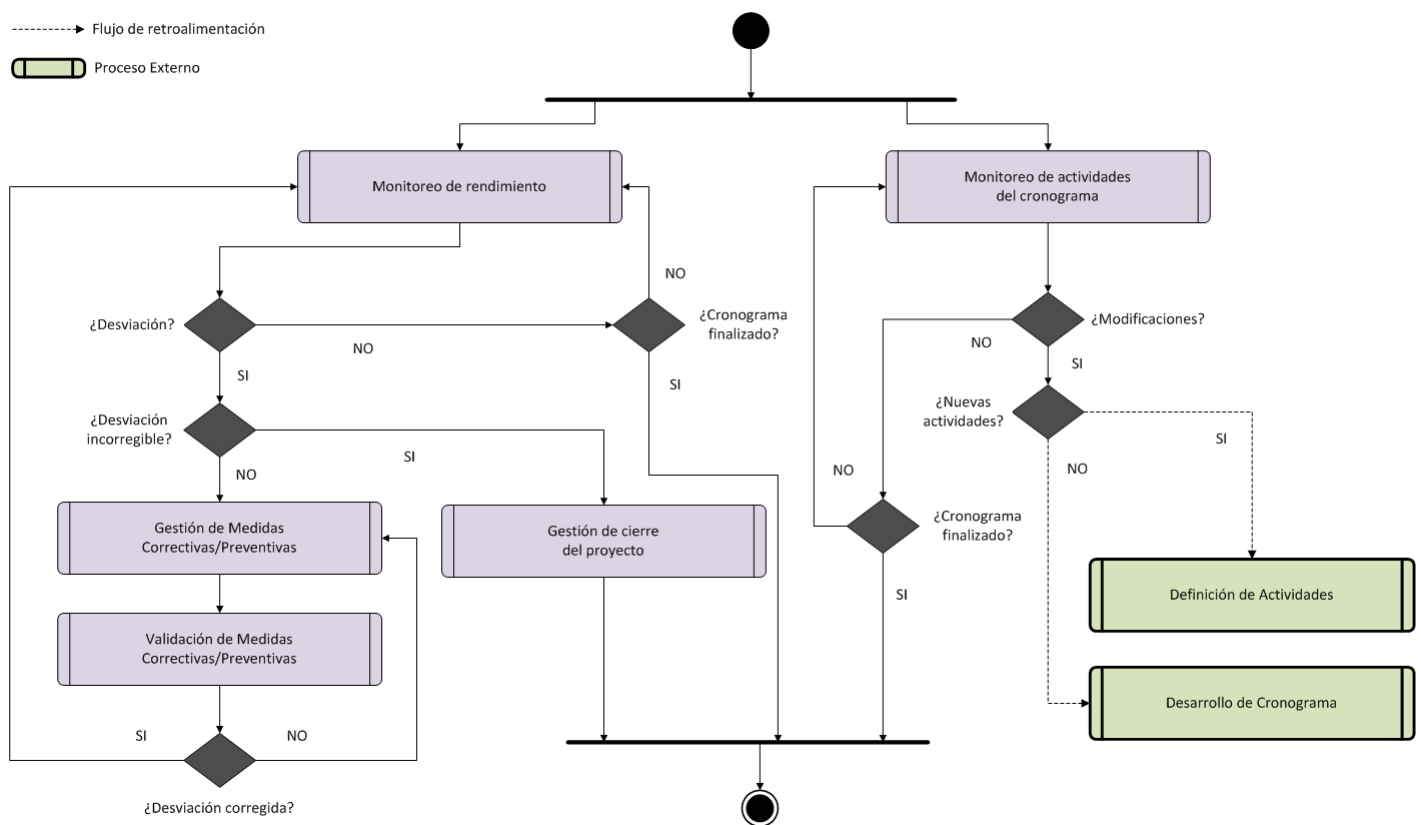 Flujo de retroalimentación
Proceso Externo
Monitoreo de rendimiento
Monitoreo de actividades
del cronograma
NO
¿Desviación?
NO
¿Cronograma
finalizado?
¿Modificaciones?
NO
SI
SI
SI
¿Desviación
incorregible?
SI
NO
¿Nuevas
actividades?
SI
NO
NO
Gestión de Medidas
Correctivas/Preventivas
Gestión de cierre
del proyecto
¿Cronograma
finalizado?
SI
Definición de Actividades
Validación de Medidas
Correctivas/Preventivas
Desarrollo de Cronograma
SI
NO
¿Desviación corregida?